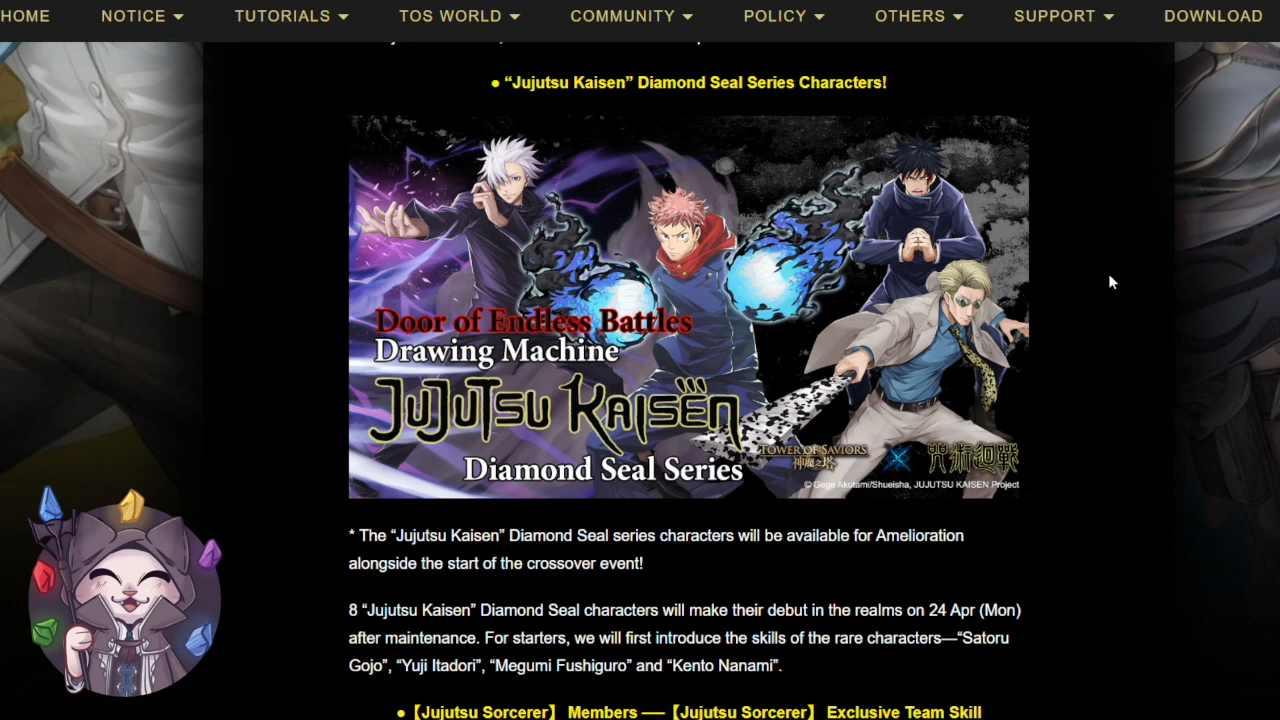 HOME NOTICE TUTORIALS TOS WORLD COMMUNITY POLICY OTHERS SUPPORT DOWNLOAD
● “Jujutsu Kaisen” Diamond Seal Series Characters!
Door of Endless Battles
Drawing Machine
JUJUTSU KAISEN
Diamond Seal Series
TOWER OF SAVIORS
神魔之塔
咒術迴戰
© Gege Akutami/Shueisha, JUJUTSU KAISEN Project
* The “Jujutsu Kaisen” Diamond Seal series characters will be available for Amelioration
alongside the start of the crossover event!
8 “Jujutsu Kaisen” Diamond Seal characters will make their debut in the realms on 24 Apr (Mon)
after maintenance. For starters, we will first introduce the skills of the rare characters—“Satoru
Gojo”, “Yuji Itadori”, “Megumi Fushiguro” and “Kento Nanami”.
●【Jujutsu Sorcerer】 Members ──【Jujutsu Sorcerer】 Exclusive Team Skill